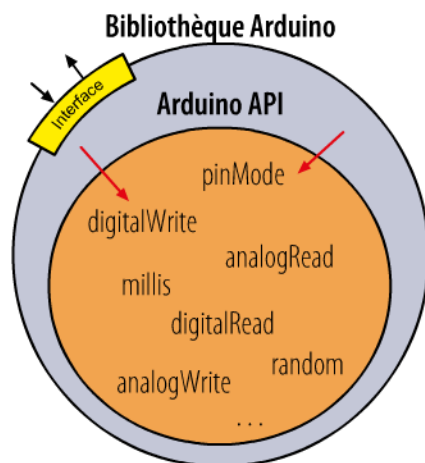 Bibliothèque Arduino
Interface
Arduino API
pinMode
digitalWrite
analogRead
millis
digitalRead
random
analogWrite
...